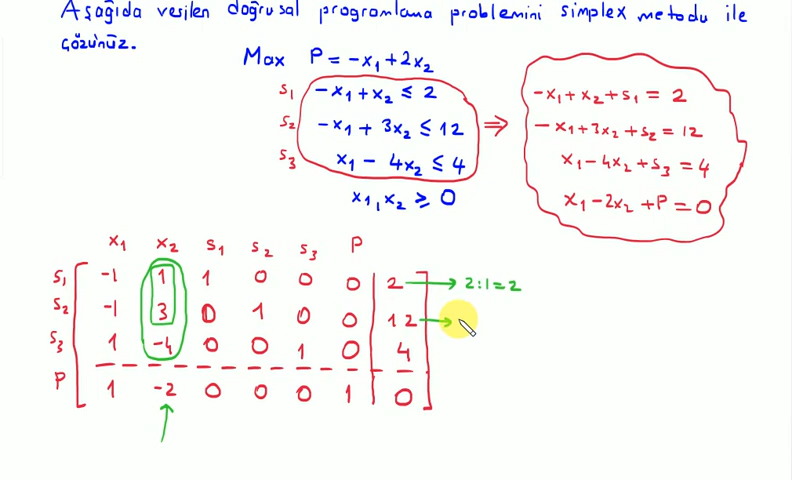 Aşağıda verilen doğrusal programlama problemini simplex metodu ile
çözünüz.
Max P = -x₁ + 2x₂
s₁ -x₁ + x₂ ≤ 2
s₂ -x₁ + 3x₂ ≤ 12
s₃ x₁ - 4x₂ ≤ 4
x₁, x₂ ≥ 0
⇒
-x₁ + x₂ + s₁ = 2
-x₁ + 3x₂ + s₂ = 12
x₁ - 4x₂ + s₃ = 4
x₁ - 2x₂ + P = 0
x₁ x₂ s₁ s₂ s₃ P
s₁ -1 1 1 0 0 0 2 → 2:1=2
s₂ -1 3 0 1 0 0 12 →
s₃ 1 -4 0 0 1 0 4
P 1 -2 0 0 0 1 0